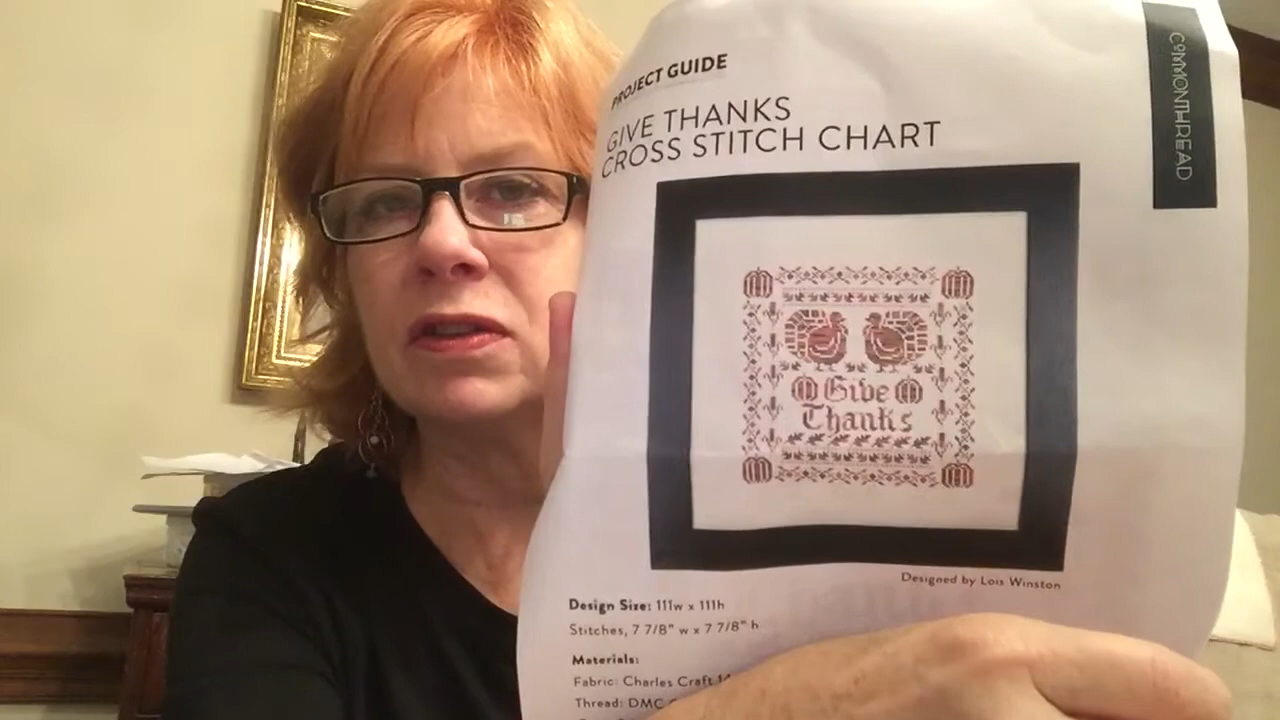 PROJECT GUIDE
GIVE THANKS
CROSS STITCH CHART
COMMONTHREAD
Give
Thanks
Designed by Lois Winston
Design Size: 111w x 111h
Stitches, 7 7/8" w x 7 7/8" h
Materials:
Fabric: Charles Craft
Thread: DMC